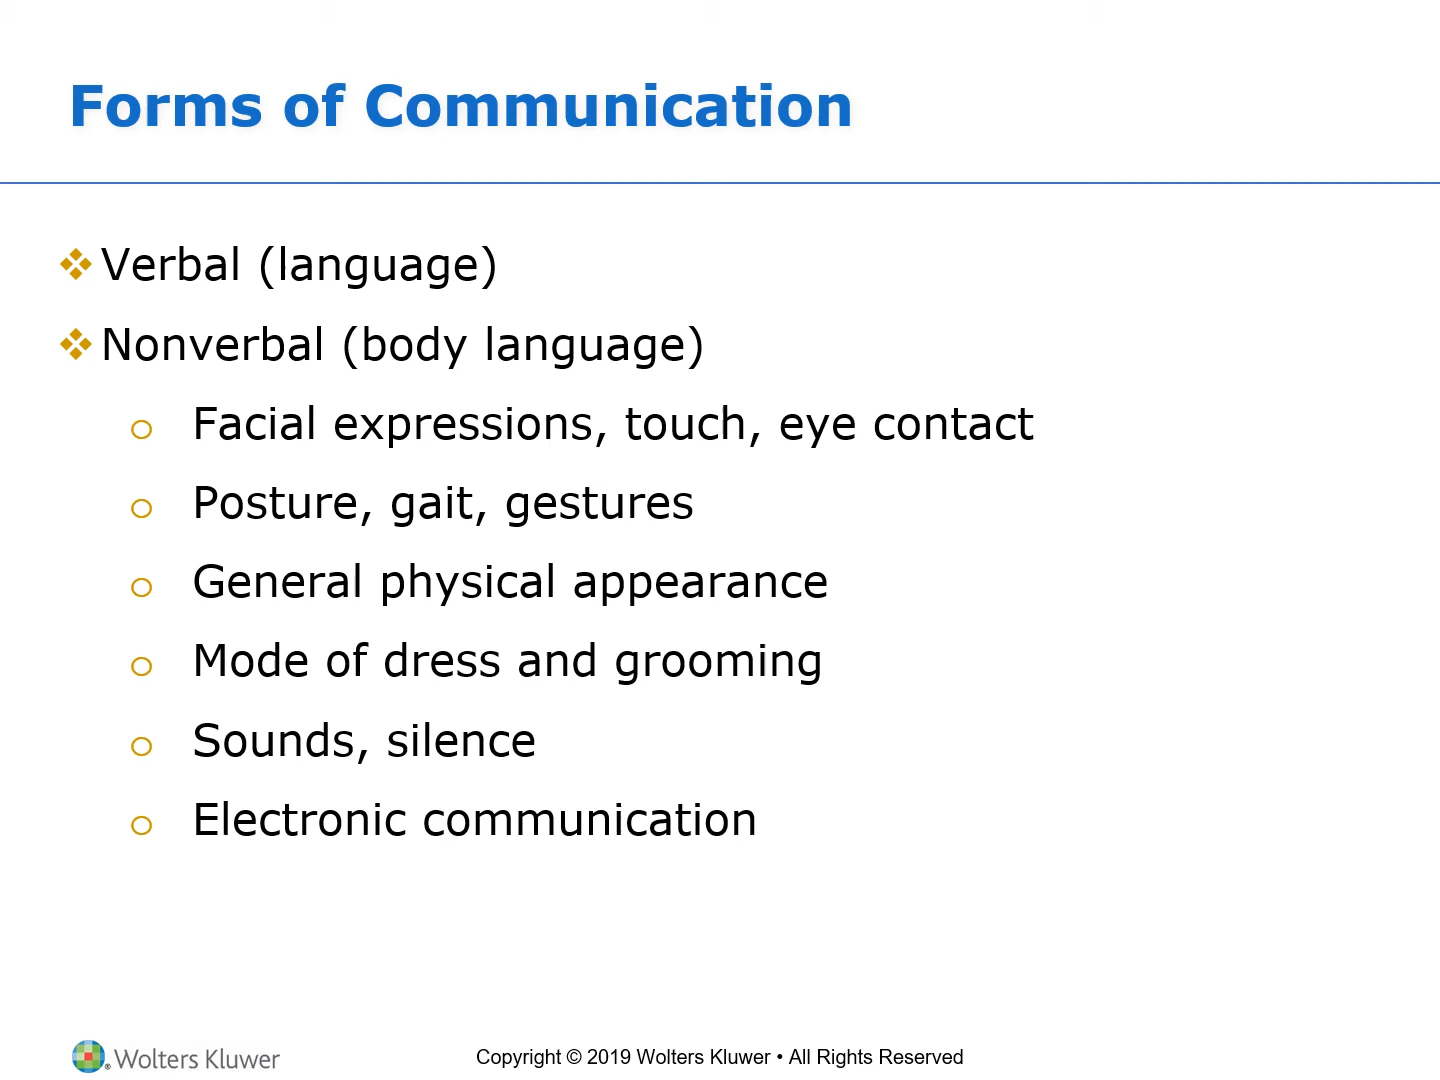 Forms of Communication
❖ Verbal (language)
❖ Nonverbal (body language)
o Facial expressions, touch, eye contact
o Posture, gait, gestures
o General physical appearance
o Mode of dress and grooming
o Sounds, silence
o Electronic communication
Wolters Kluwer
Copyright © 2019 Wolters Kluwer • All Rights Reserved